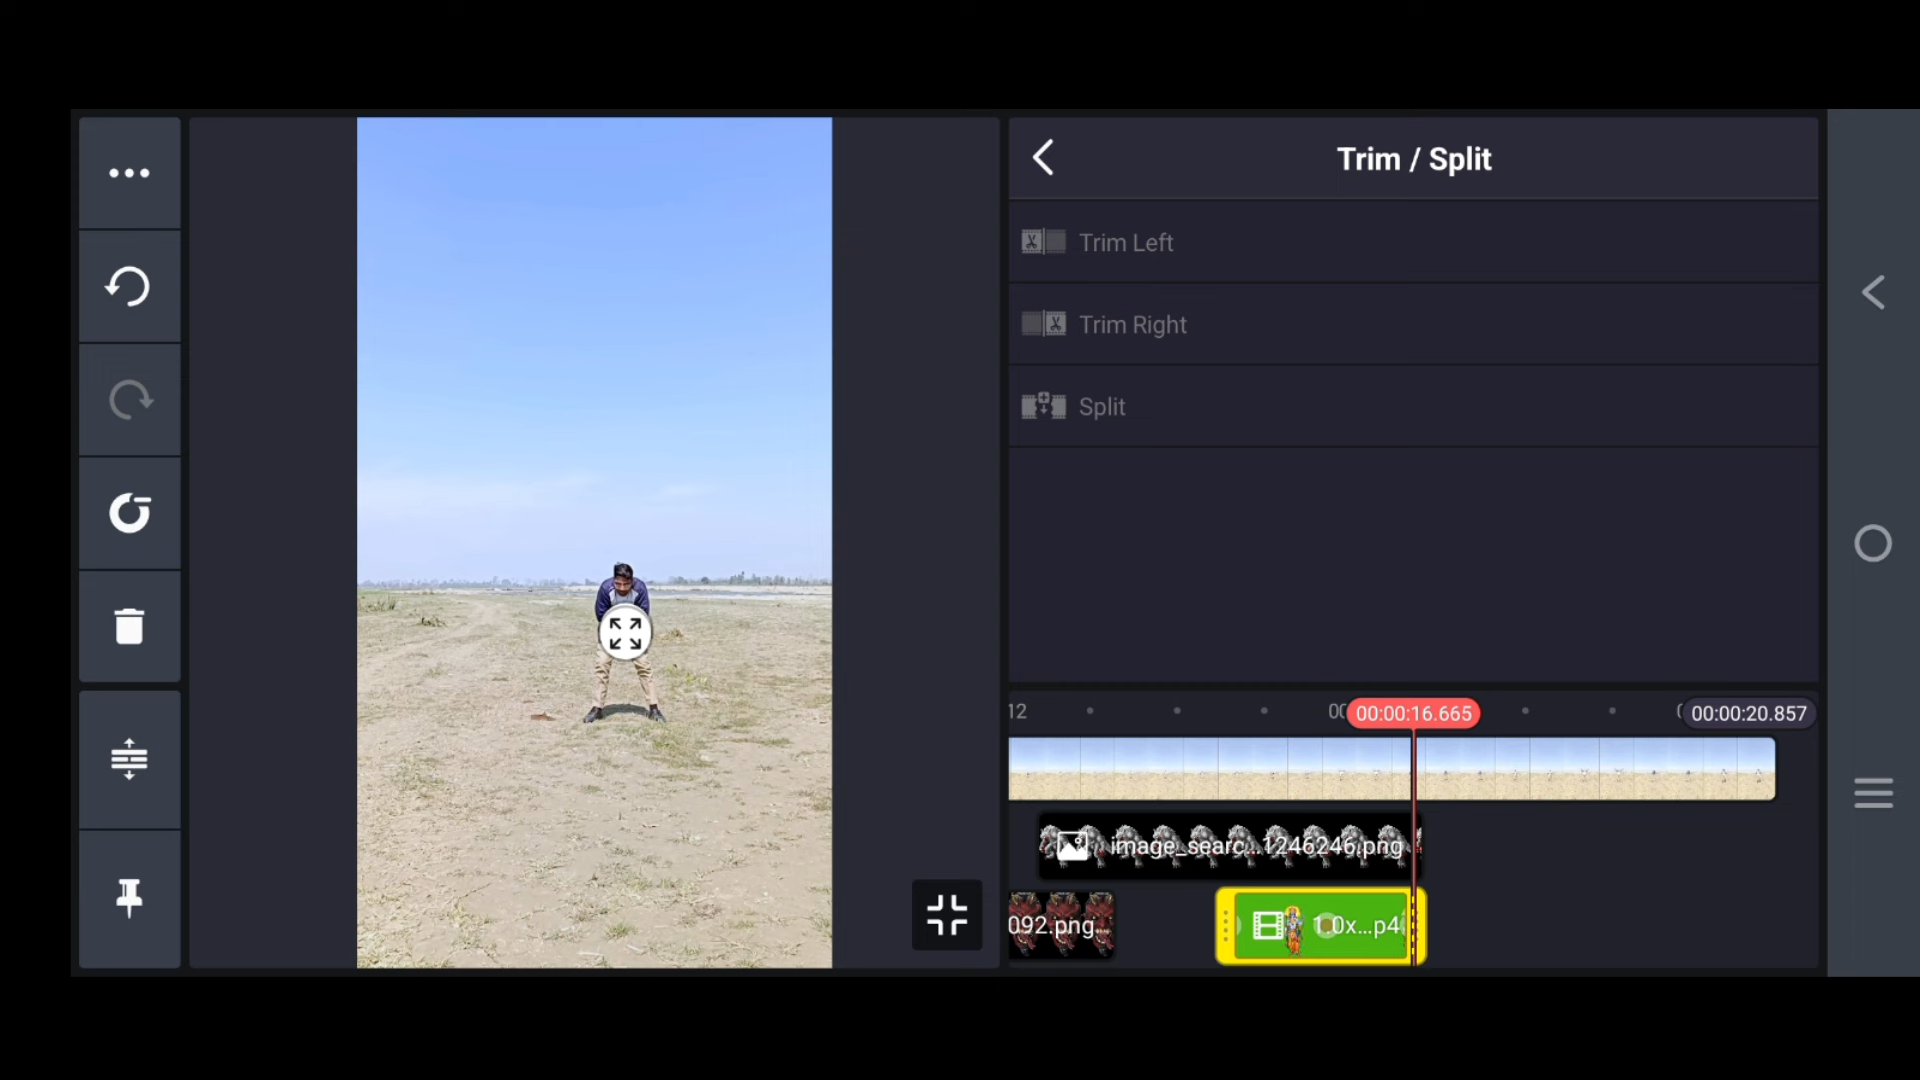 Trim / Split
Trim Left
Trim Right
Split
12
00:00:16.665
00:00:20.857
image_searc...1246246.png
092.png...
1.0x...p4